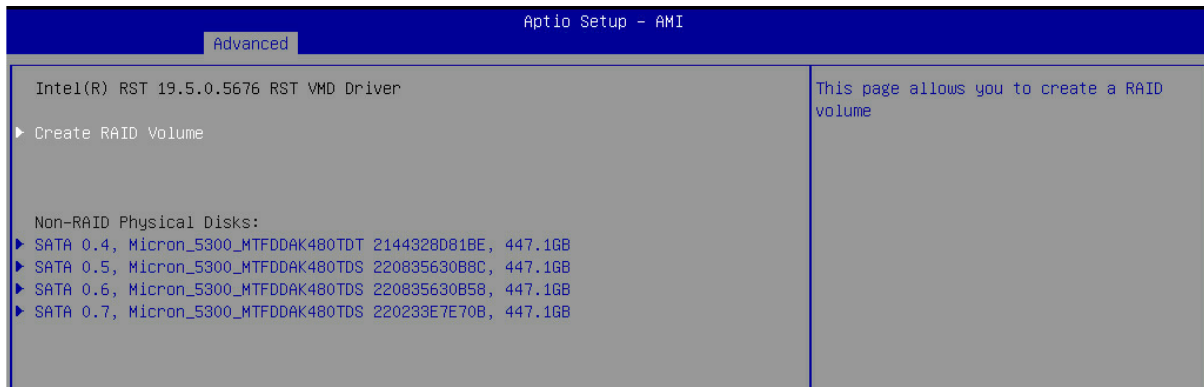 Aptio Setup – AMI
Advanced
Intel(R) RST 19.5.0.5676 RST VMD Driver
Create RAID Volume
Non-RAID Physical Disks:
SATA 0.4, Micron_5300_MTFDDAK480TDT 2144328D81BE, 447.1GB
SATA 0.5, Micron_5300_MTFDDAK480TDS 220835630B8C, 447.1GB
SATA 0.6, Micron_5300_MTFDDAK480TDS 220835630B58, 447.1GB
SATA 0.7, Micron_5300_MTFDDAK480TDS 220233E7E70B, 447.1GB
This page allows you to create a RAID
volume